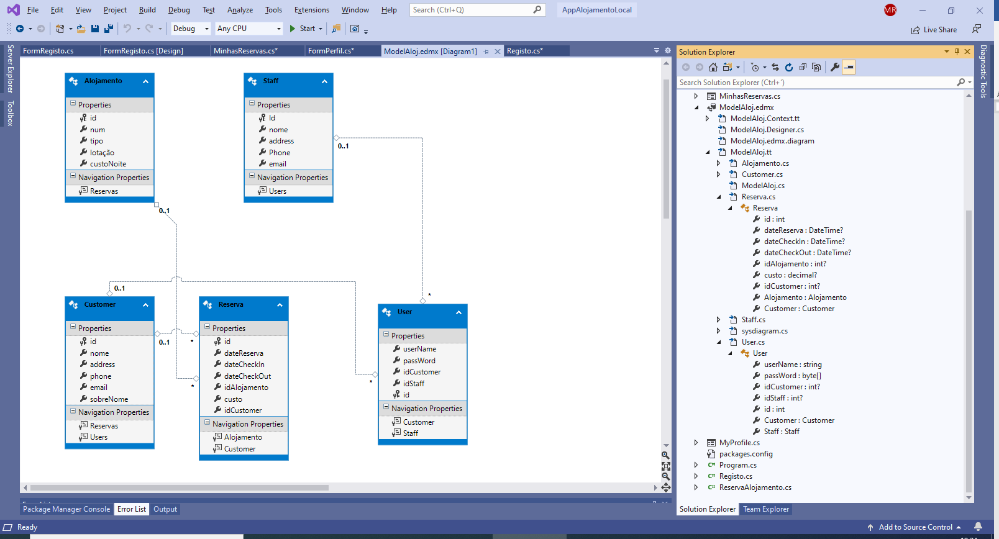 File Edit View Project Build Debug Test Analyze Tools Extensions Window Help Search (Ctrl+Q) AppAlojamentoLocal MR
Debug Any CPU Start Live Share
Server Explorer
Toolbox
FormRegisto.cs FormRegisto.cs [Design] MinhasReservas.cs* FormPerfil.cs* ModelAloj.edmx [Diagram1] Registo.cs*
Alojamento
Properties
id
num
tipo
lotação
custoNoite
Navigation Properties
Reservas
0..1
Staff
Properties
Id
nome
address
Phone
email
Navigation Properties
Users
0..1
*
0..1
Customer
Properties
id
nome
address
phone
email
sobreNome
Navigation Properties
Reservas
Users
0..1
*
*
Reserva
Properties
id
dateReserva
dateCheckIn
dateCheckOut
idAlojamento
custo
idCustomer
Navigation Properties
Alojamento
Customer
*
User
Properties
userName
passWord
idCustomer
idStaff
id
Navigation Properties
Customer
Staff
Solution Explorer
Search Solution Explorer (Ctrl+´)
MinhasReservas.cs
ModelAloj.edmx
ModelAloj.Context.tt
ModelAloj.Designer.cs
ModelAloj.edmx.diagram
ModelAloj.tt
Alojamento.cs
Customer.cs
ModelAloj.cs
Reserva.cs
Reserva
id : int
dateReserva : DateTime?
dateCheckIn : DateTime?
dateCheckOut : DateTime?
idAlojamento : int?
custo : decimal?
idCustomer : int?
Alojamento : Alojamento
Customer : Customer
Staff.cs
sysdiagram.cs
User.cs
User
userName : string
passWord : byte[]
idCustomer : int?
idStaff : int?
id : int
Customer : Customer
Staff : Staff
MyProfile.cs
packages.config
C# Program.cs
C# Registo.cs
C# ReservaAlojamento.cs
Solution Explorer Team Explorer
Diagnostic Tools
Package Manager Console Error List Output
Ready Add to Source Control